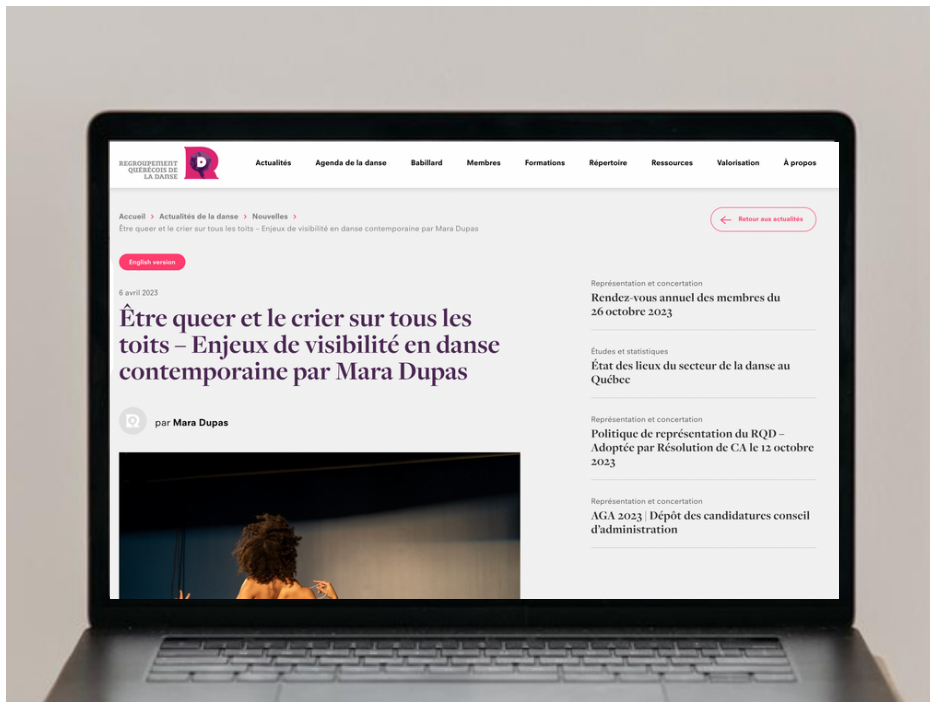 REGROUPEMENT
QUÉBÉCOIS DE
LA DANSE
Actualités
Agenda de la danse
Babillard
Membres
Formations
Répertoire
Ressources
Valorisation
À propos
Accueil > Actualités de la danse > Nouvelles >
Être queer et le crier sur tous les toits – Enjeux de visibilité en danse contemporaine par Mara Dupas
← Retour aux actualités
English version
6 avril 2023
Être queer et le crier sur tous les
toits – Enjeux de visibilité en danse
contemporaine par Mara Dupas
par Mara Dupas
Représentation et concertation
Rendez-vous annuel des membres du
26 octobre 2023
Études et statistiques
État des lieux du secteur de la danse au
Québec
Représentation et concertation
Politique de représentation du RQD –
Adoptée par Résolution de CA le 12 octobre
2023
Représentation et concertation
AGA 2023 | Dépôt des candidatures conseil
d'administration